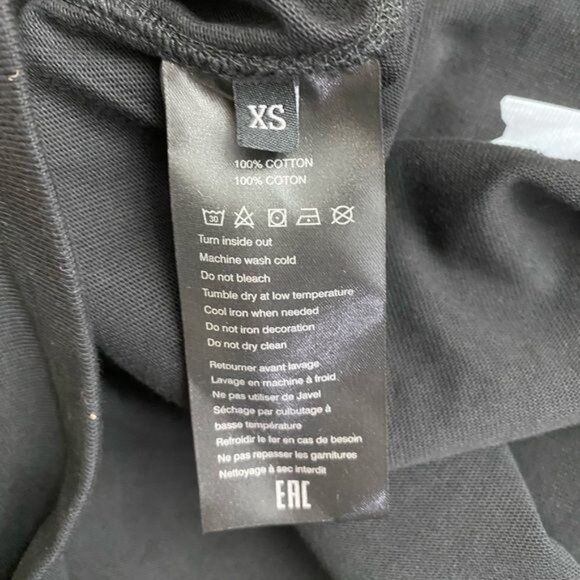 XS
100% COTTON
100% COTON
30
Turn inside out
Machine wash cold
Do not bleach
Tumble dry at low temperature
Cool iron when needed
Do not iron decoration
Do not dry clean
Retourner avant lavage
Lavage en machine à froid
Ne pas utiliser de Javel
Séchage par culbutage à
basse température
Refroidir le fer en cas de besoin
Ne pas repasser les garnitures
Nettoyage à sec interdit
EAC